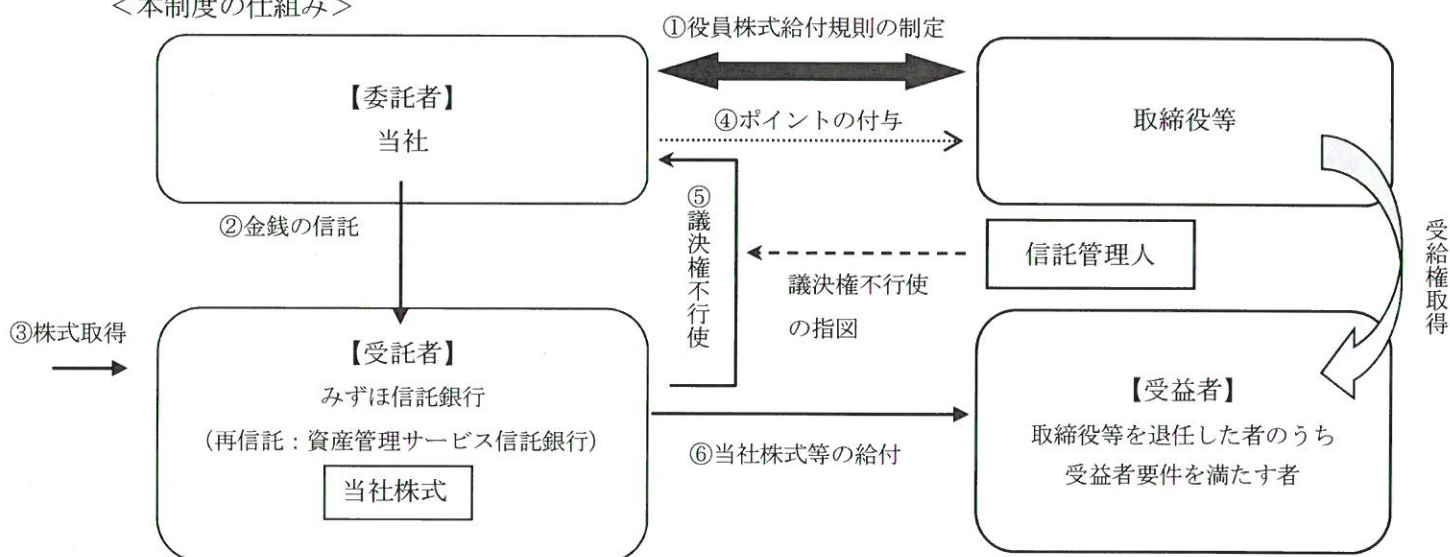 ＜本制度の仕組み＞
①役員株式給付規則の制定
【委託者】
当社
④ポイントの付与
取締役等
②金銭の信託
⑤議決権不行使
信託管理人
議決権不行使
の指図
受給権取得
③株式取得
【受託者】
みずほ信託銀行
（再信託：資産管理サービス信託銀行）
当社株式
⑥当社株式等の給付
【受益者】
取締役等を退任した者のうち
受益者要件を満たす者